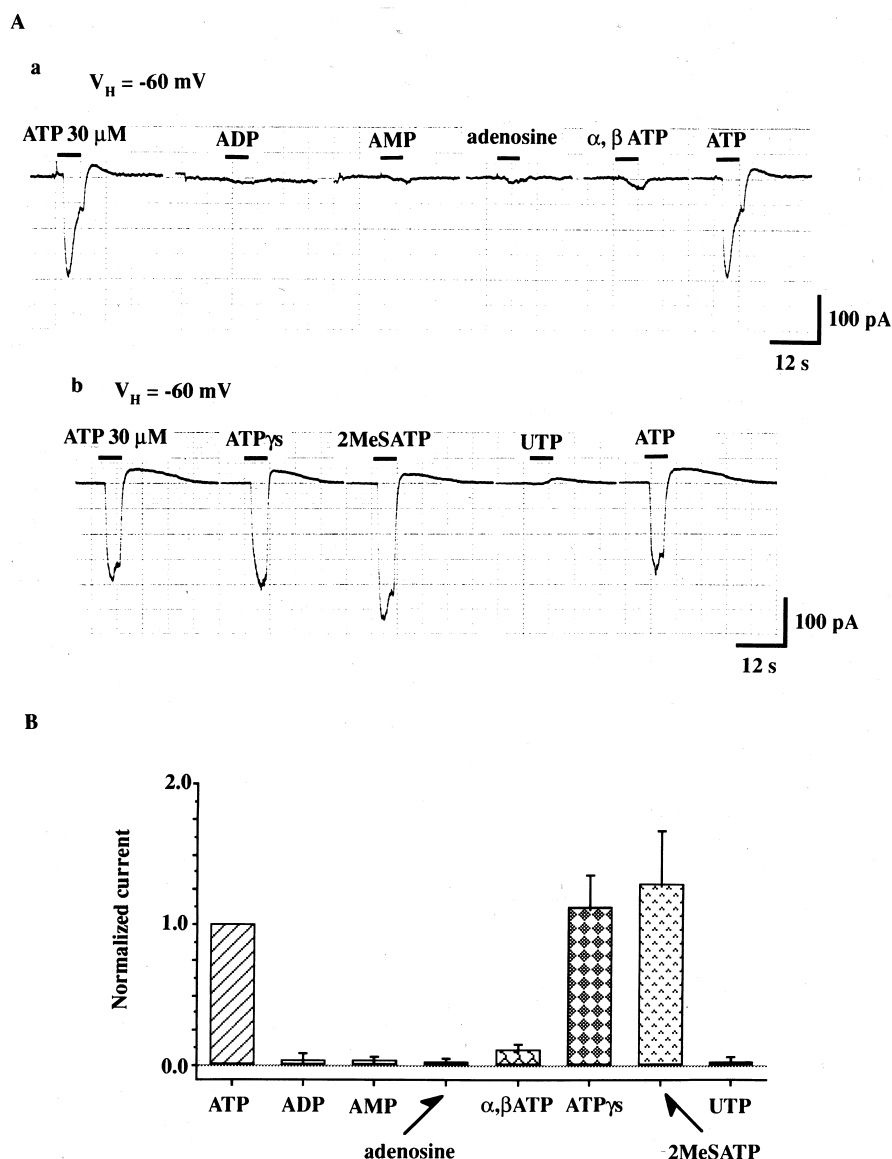 A
a
V_H = -60 mV
ATP 30 μM ADP AMP adenosine α, β ATP ATP
100 pA
12 s
b V_H = -60 mV
ATP 30 μM ATPγs 2MeSATP UTP ATP
100 pA
12 s
B
2.0
Normalized current
1.0
0.0
ATP ADP AMP α,βATP ATPγs UTP
adenosine 2MeSATP